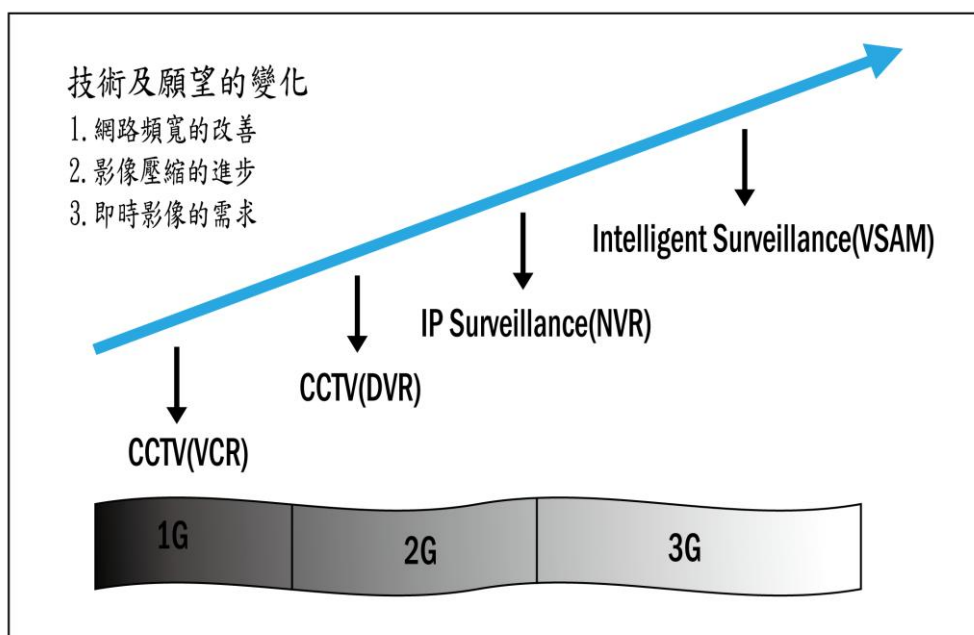 技術及願望的變化
1.網路頻寬的改善
2.影像壓縮的進步
3.即時影像的需求
Intelligent Surveillance(VSAM)
IP Surveillance(NVR)
CCTV(DVR)
CCTV(VCR)
1G
2G
3G